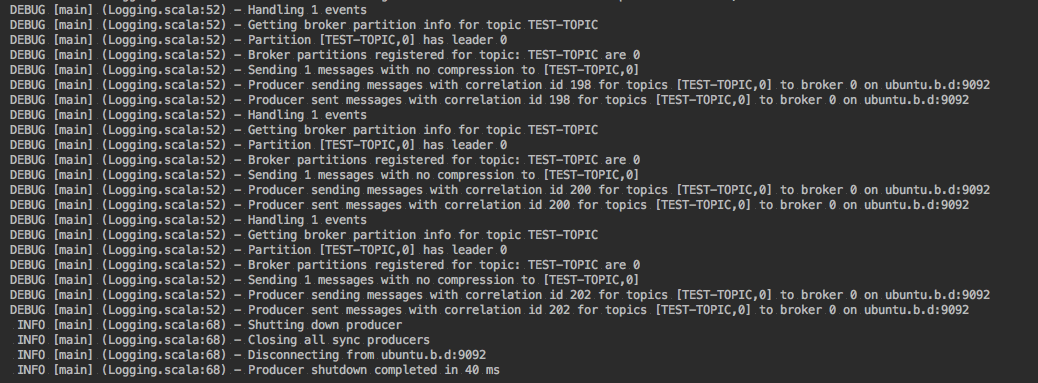 DEBUG [main] (Logging.scala:52) - Handling 1 events
DEBUG [main] (Logging.scala:52) - Getting broker partition info for topic TEST-TOPIC
DEBUG [main] (Logging.scala:52) - Partition [TEST-TOPIC,0] has leader 0
DEBUG [main] (Logging.scala:52) - Broker partitions registered for topic: TEST-TOPIC are 0
DEBUG [main] (Logging.scala:52) - Sending 1 messages with no compression to [TEST-TOPIC,0]
DEBUG [main] (Logging.scala:52) - Producer sending messages with correlation id 198 for topics [TEST-TOPIC,0] to broker 0 on ubuntu.b.d:9092
DEBUG [main] (Logging.scala:52) - Producer sent messages with correlation id 198 for topics [TEST-TOPIC,0] to broker 0 on ubuntu.b.d:9092
DEBUG [main] (Logging.scala:52) - Handling 1 events
DEBUG [main] (Logging.scala:52) - Getting broker partition info for topic TEST-TOPIC
DEBUG [main] (Logging.scala:52) - Partition [TEST-TOPIC,0] has leader 0
DEBUG [main] (Logging.scala:52) - Broker partitions registered for topic: TEST-TOPIC are 0
DEBUG [main] (Logging.scala:52) - Sending 1 messages with no compression to [TEST-TOPIC,0]
DEBUG [main] (Logging.scala:52) - Producer sending messages with correlation id 200 for topics [TEST-TOPIC,0] to broker 0 on ubuntu.b.d:9092
DEBUG [main] (Logging.scala:52) - Producer sent messages with correlation id 200 for topics [TEST-TOPIC,0] to broker 0 on ubuntu.b.d:9092
DEBUG [main] (Logging.scala:52) - Handling 1 events
DEBUG [main] (Logging.scala:52) - Getting broker partition info for topic TEST-TOPIC
DEBUG [main] (Logging.scala:52) - Partition [TEST-TOPIC,0] has leader 0
DEBUG [main] (Logging.scala:52) - Broker partitions registered for topic: TEST-TOPIC are 0
DEBUG [main] (Logging.scala:52) - Sending 1 messages with no compression to [TEST-TOPIC,0]
DEBUG [main] (Logging.scala:52) - Producer sending messages with correlation id 202 for topics [TEST-TOPIC,0] to broker 0 on ubuntu.b.d:9092
DEBUG [main] (Logging.scala:52) - Producer sent messages with correlation id 202 for topics [TEST-TOPIC,0] to broker 0 on ubuntu.b.d:9092
INFO [main] (Logging.scala:68) - Shutting down producer
INFO [main] (Logging.scala:68) - Closing all sync producers
INFO [main] (Logging.scala:68) - Disconnecting from ubuntu.b.d:9092
INFO [main] (Logging.scala:68) - Producer shutdown completed in 40 ms